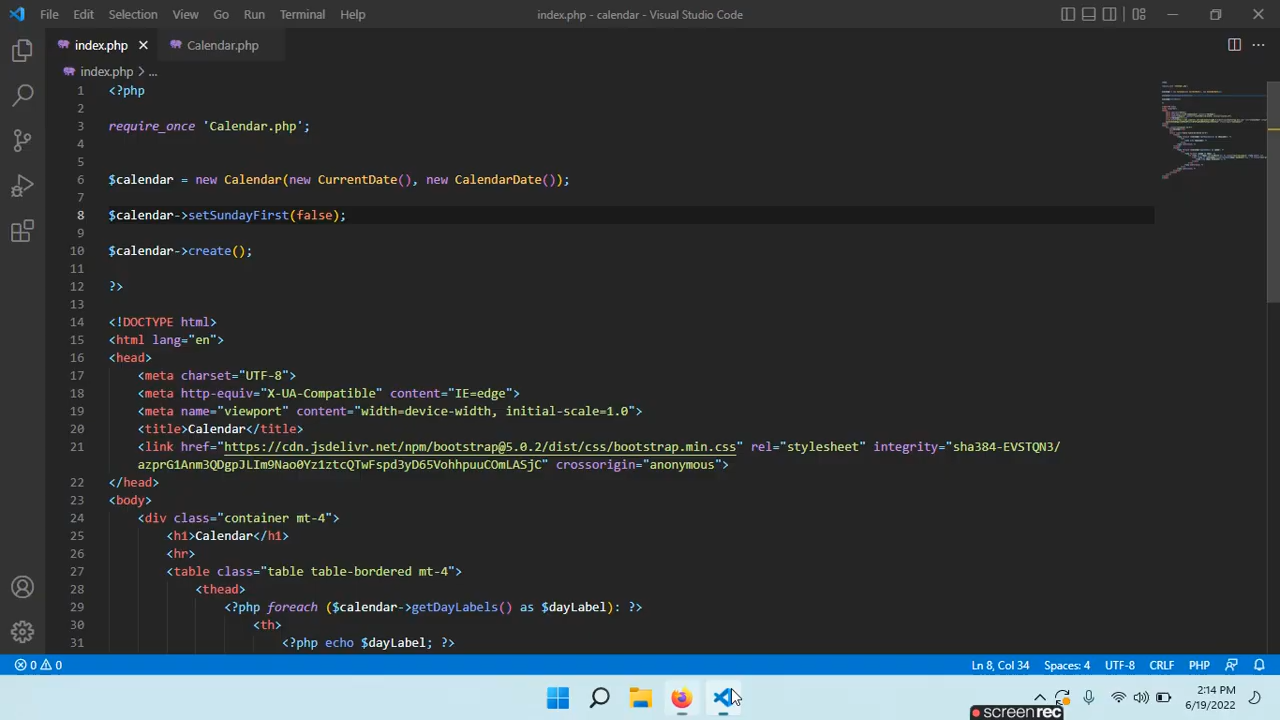 File Edit Selection View Go Run Terminal Help index.php - calendar - Visual Studio Code
index.php Calendar.php
index.php > ...
1 <?php
2
3 require_once 'Calendar.php';
4
5
6 $calendar = new Calendar(new CurrentDate(), new CalendarDate());
7
8 $calendar->setSundayFirst(false);
9
10 $calendar->create();
11
12 ?>
13
14 <!DOCTYPE html>
15 <html lang="en">
16 <head>
17 <meta charset="UTF-8">
18 <meta http-equiv="X-UA-Compatible" content="IE=edge">
19 <meta name="viewport" content="width=device-width, initial-scale=1.0">
20 <title>Calendar</title>
21 <link href="https://cdn.jsdelivr.net/npm/bootstrap@5.0.2/dist/css/bootstrap.min.css" rel="stylesheet" integrity="sha384-EVSTQN3/
azprG1Anm3QDgpJLIm9Nao0Yz1ztcQTwFspd3yD65VohhpuuCOmLASjC" crossorigin="anonymous">
22 </head>
23 <body>
24 <div class="container mt-4">
25 <h1>Calendar</h1>
26 <hr>
27 <table class="table table-bordered mt-4">
28 <thead>
29 <?php foreach ($calendar->getDayLabels() as $dayLabel): ?>
30 <th>
31 <?php echo $dayLabel; ?>
0 0 Ln 8, Col 34 Spaces: 4 UTF-8 CRLF PHP
2:14 PM
6/19/2022
screenrec